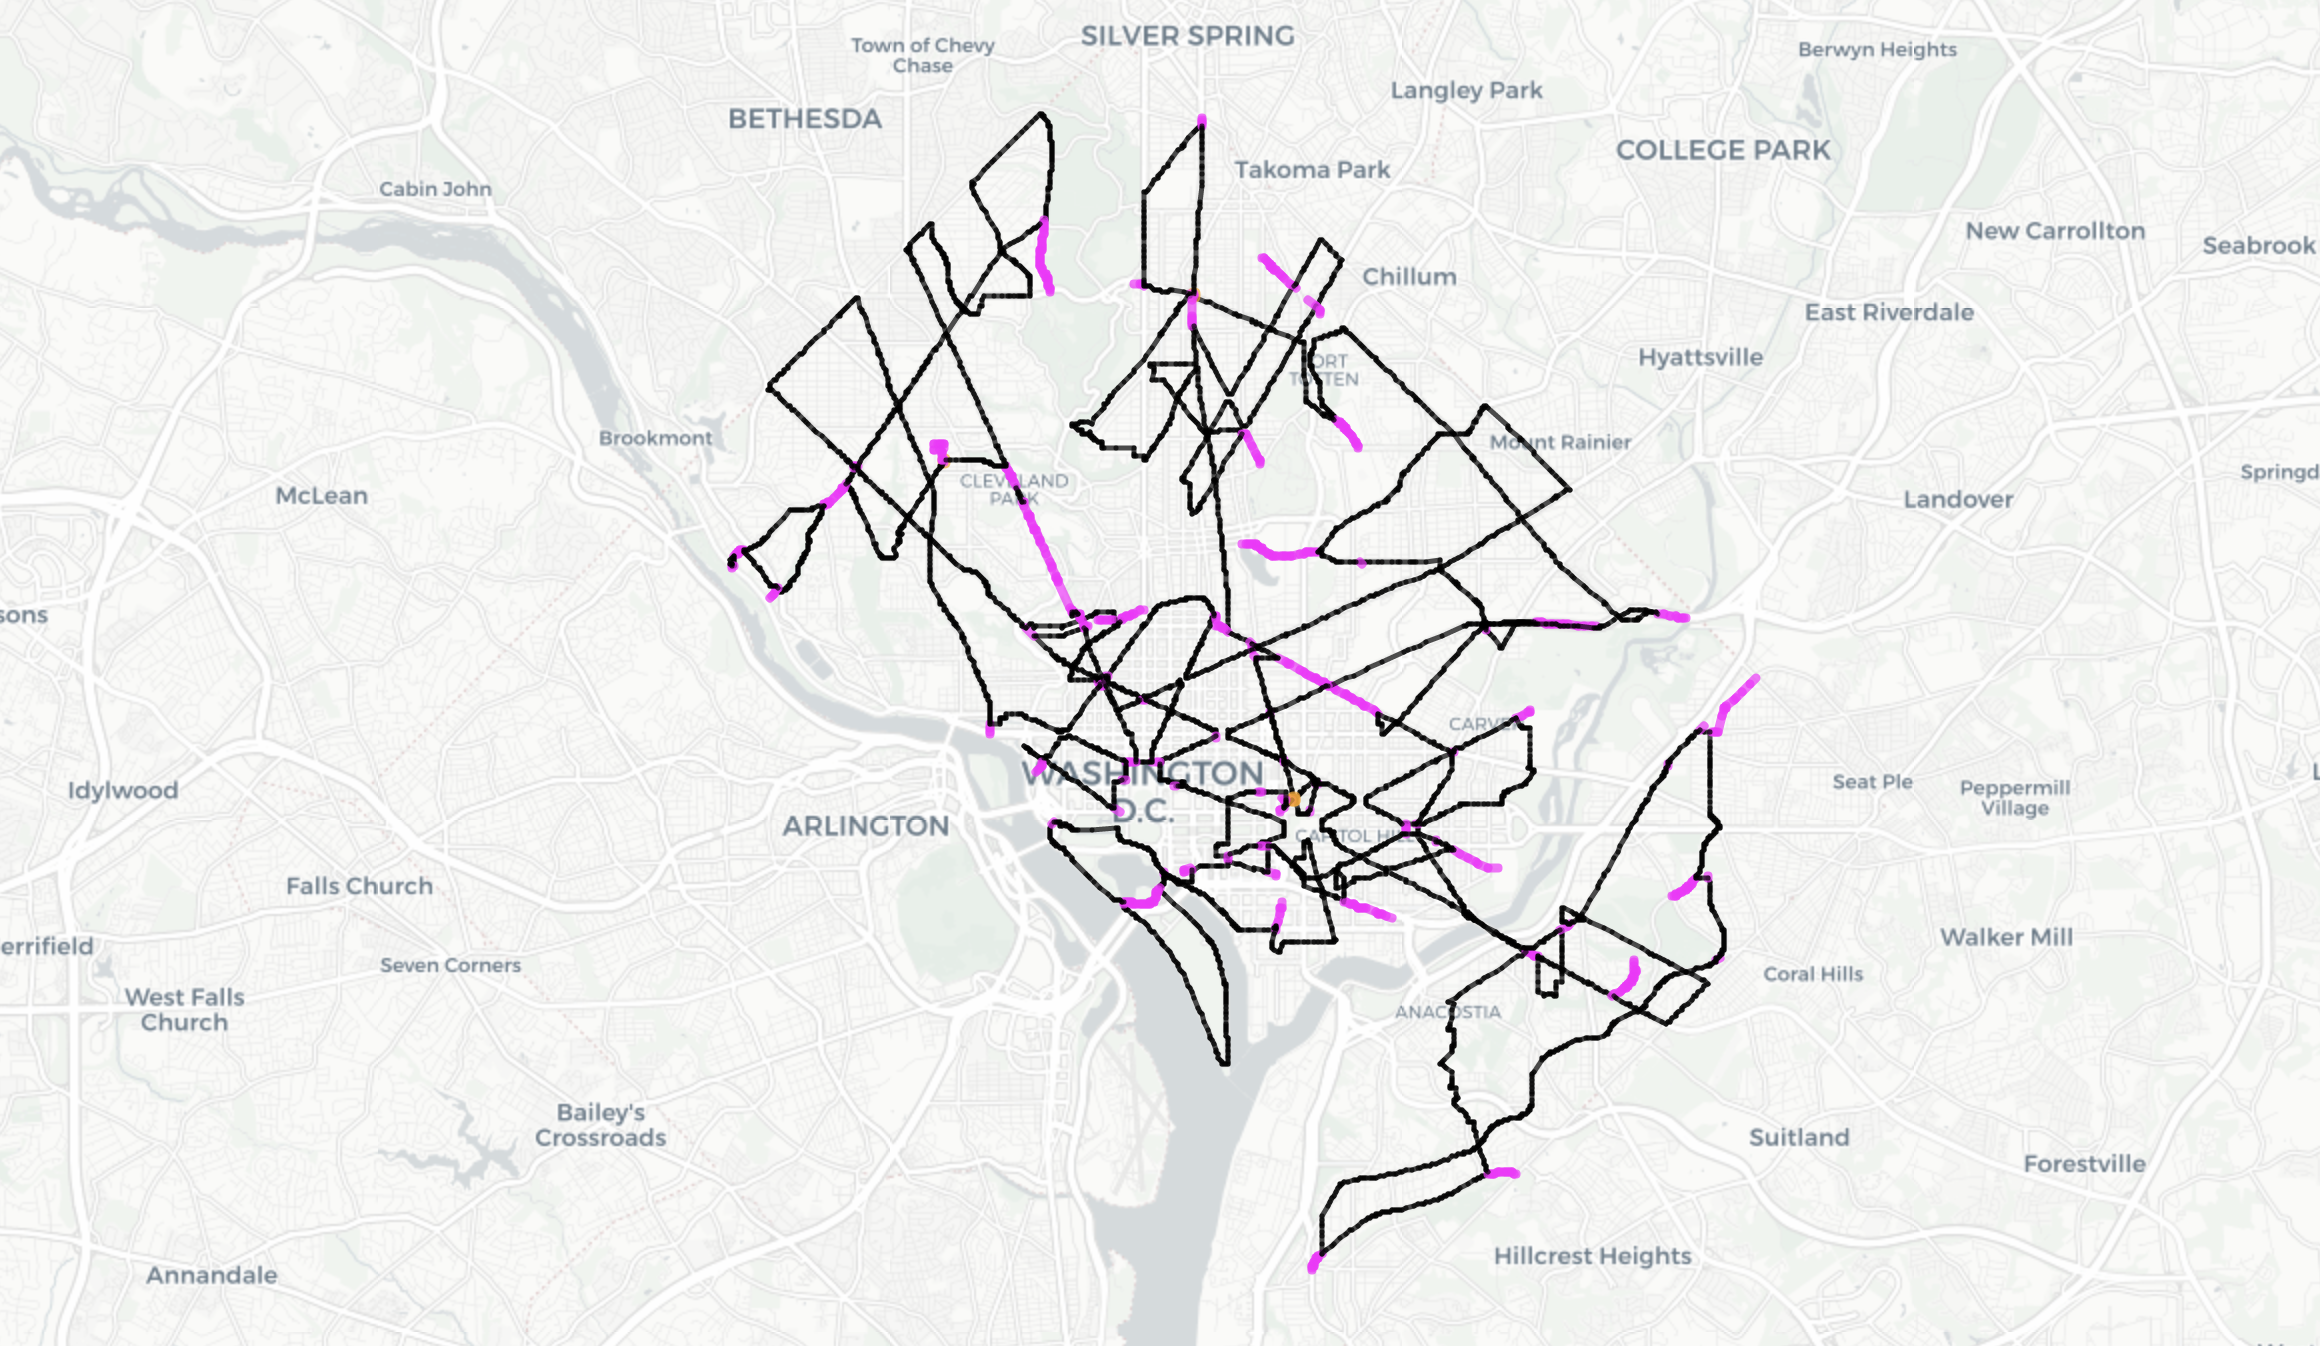 SILVER SPRING
Town of Chevy
Chase
Berwyn Heights
Langley Park
BETHESDA
COLLEGE PARK
Takoma Park
Cabin John
New Carrollton
Seabrook
Chillum
East Riverdale
Hyattsville
ORT
TOTTEN
Brookmont
Mount Rainier
Springd
CLEVELAND
PARK
McLean
Landover
sons
CARVE
WASHINGTON
D.C.
Idylwood
Seat Ple
Peppermill
Village
ARLINGTON
CAPITOL HILL
Falls Church
Walker Mill
errifield
Seven Corners
Coral Hills
West Falls
Church
ANACOSTIA
Bailey's
Crossroads
Suitland
Forestville
Hillcrest Heights
Annandale